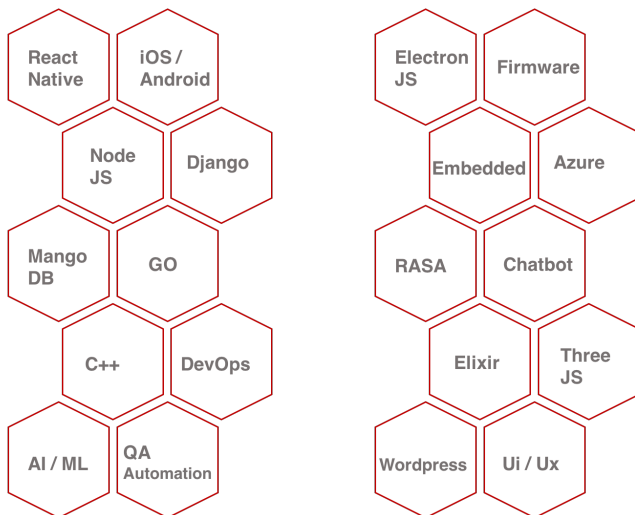 React
Native
iOS /
Android
Electron
JS
Firmware
Node
JS
Django
Embedded
Azure
Mango
DB
GO
RASA
Chatbot
C++
DevOps
Elixir
Three
JS
AI / ML
QA
Automation
Wordpress
Ui / Ux